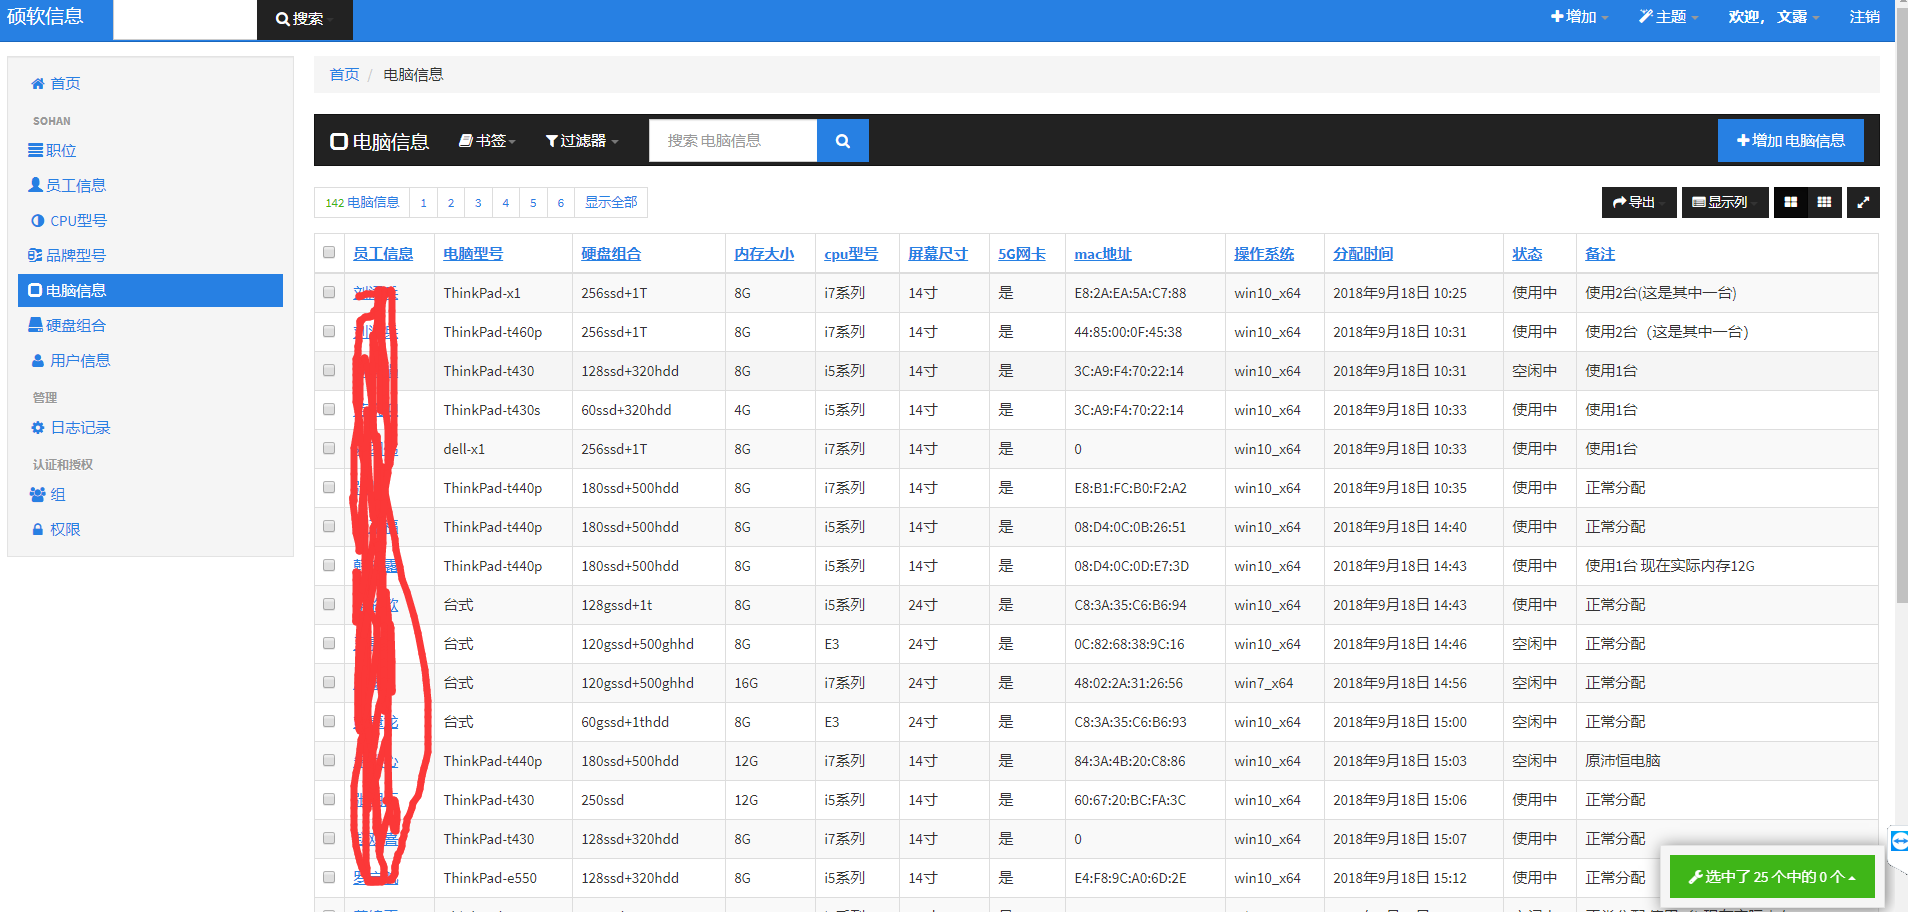 硕软信息 搜索 增加 主题 欢迎， 文露 注销
首页
SOHAN
职位
员工信息
CPU型号
品牌型号
电脑信息
硬盘组合
用户信息
管理
日志记录
认证和授权
组
权限
首页 / 电脑信息
电脑信息 书签 过滤器 搜索 电脑信息 增加 电脑信息
142 电脑信息 1 2 3 4 5 6 显示全部 导出 显示列
员工信息 电脑型号 硬盘组合 内存大小 cpu型号 屏幕尺寸 5G网卡 mac地址 操作系统 分配时间 状态 备注
ThinkPad-x1 256ssd+1T 8G i7系列 14寸 是 E8:2A:EA:5A:C7:88 win10_x64 2018年9月18日 10:25 使用中 使用2台(这是其中一台)
ThinkPad-t460p 256ssd+1T 8G i7系列 14寸 是 44:85:00:0F:45:38 win10_x64 2018年9月18日 10:31 使用中 使用2台（这是其中一台）
ThinkPad-t430 128ssd+320hdd 8G i5系列 14寸 是 3C:A9:F4:70:22:14 win10_x64 2018年9月18日 10:31 空闲中 使用1台
ThinkPad-t430s 60ssd+320hdd 4G i5系列 14寸 是 3C:A9:F4:70:22:14 win10_x64 2018年9月18日 10:33 使用中 使用1台
dell-x1 256ssd+1T 8G i7系列 14寸 是 0 win10_x64 2018年9月18日 10:33 使用中 使用1台
ThinkPad-t440p 180ssd+500hdd 8G i7系列 14寸 是 E8:B1:FC:B0:F2:A2 win10_x64 2018年9月18日 10:35 使用中 正常分配
ThinkPad-t440p 180ssd+500hdd 8G i5系列 14寸 是 08:D4:0C:0B:26:51 win10_x64 2018年9月18日 14:40 使用中 正常分配
ThinkPad-t440p 180ssd+500hdd 8G i5系列 14寸 是 08:D4:0C:0D:E7:3D win10_x64 2018年9月18日 14:43 使用中 使用1台 现在实际内存12G
台式 128gssd+1t 8G i5系列 24寸 是 C8:3A:35:C6:B6:94 win10_x64 2018年9月18日 14:43 使用中 正常分配
台式 120gssd+500ghhd 8G E3 24寸 是 0C:82:68:38:9C:16 win10_x64 2018年9月18日 14:46 空闲中 正常分配
台式 120gssd+500ghhd 16G i7系列 24寸 是 48:02:2A:31:26:56 win7_x64 2018年9月18日 14:56 空闲中 正常分配
台式 60gssd+1thdd 8G E3 24寸 是 C8:3A:35:C6:B6:93 win10_x64 2018年9月18日 15:00 空闲中 正常分配
ThinkPad-t440p 180ssd+500hdd 12G i7系列 14寸 是 84:3A:4B:20:C8:86 win10_x64 2018年9月18日 15:03 空闲中 原沛恒电脑
ThinkPad-t430 250ssd 12G i5系列 14寸 是 60:67:20:BC:FA:3C win10_x64 2018年9月18日 15:06 使用中 正常分配
ThinkPad-t430 128ssd+320hdd 8G i7系列 14寸 是 0 win10_x64 2018年9月18日 15:07 使用中 正常分配
ThinkPad-e550 128ssd+320hdd 8G i5系列 14寸 是 E4:F8:9C:A0:6D:2E win10_x64 2018年9月18日 15:12 使用中 正常分配
选中了 25 个中的 0 个